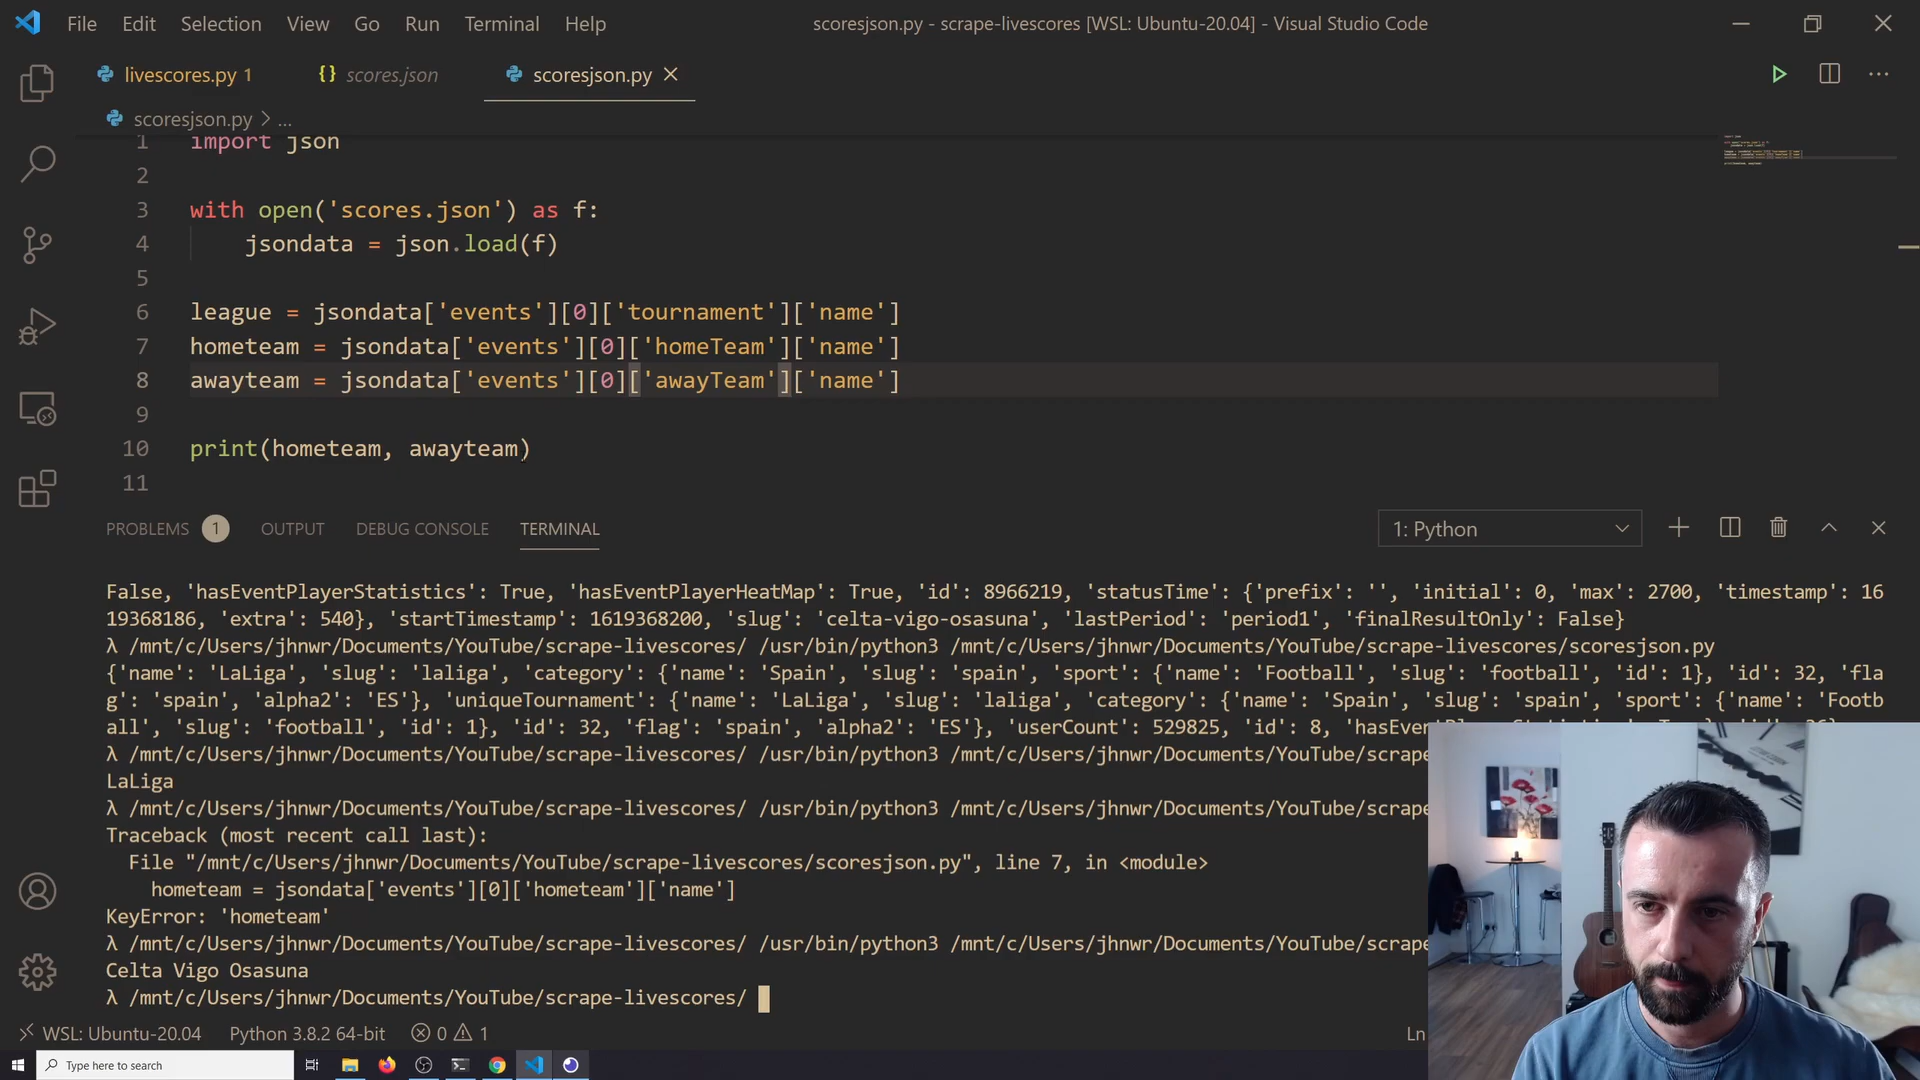 File Edit Selection View Go Run Terminal Help scoresjson.py - scrape-livescores [WSL: Ubuntu-20.04] - Visual Studio Code
livescores.py 1 {} scores.json scoresjson.py
scoresjson.py > ...
1 import json
2
3 with open('scores.json') as f:
4 jsondata = json.load(f)
5
6 league = jsondata['events'][0]['tournament']['name']
7 hometeam = jsondata['events'][0]['homeTeam']['name']
8 awayteam = jsondata['events'][0]['awayTeam']['name']
9
10 print(hometeam, awayteam)
11
PROBLEMS 1 OUTPUT DEBUG CONSOLE TERMINAL 1: Python
False, 'hasEventPlayerStatistics': True, 'hasEventPlayerHeatMap': True, 'id': 8966219, 'statusTime': {'prefix': '', 'initial': 0, 'max': 2700, 'timestamp': 16
19368186, 'extra': 540}, 'startTimestamp': 1619368200, 'slug': 'celta-vigo-osasuna', 'lastPeriod': 'period1', 'finalResultOnly': False}
λ /mnt/c/Users/jhnwr/Documents/YouTube/scrape-livescores/ /usr/bin/python3 /mnt/c/Users/jhnwr/Documents/YouTube/scrape-livescores/scoresjson.py
{'name': 'LaLiga', 'slug': 'laliga', 'category': {'name': 'Spain', 'slug': 'spain', 'sport': {'name': 'Football', 'slug': 'football', 'id': 1}, 'id': 32, 'fla
g': 'spain', 'alpha2': 'ES'}, 'uniqueTournament': {'name': 'LaLiga', 'slug': 'laliga', 'category': {'name': 'Spain', 'slug': 'spain', 'sport': {'name': 'Footb
all', 'slug': 'football', 'id': 1}, 'id': 32, 'flag': 'spain', 'alpha2': 'ES'}, 'userCount': 529825, 'id': 8,
λ /mnt/c/Users/jhnwr/Documents/YouTube/scrape-livescores/ /usr/bin/python3 /mnt/c/Users/jhnwr/Documents/YouTube/scrape
LaLiga
λ /mnt/c/Users/jhnwr/Documents/YouTube/scrape-livescores/ /usr/bin/python3 /mnt/c/Users/jhnwr/Documents/YouTube/scrape
Traceback (most recent call last):
File "/mnt/c/Users/jhnwr/Documents/YouTube/scrape-livescores/scoresjson.py", line 7, in <module>
hometeam = jsondata['events'][0]['hometeam']['name']
KeyError: 'hometeam'
λ /mnt/c/Users/jhnwr/Documents/YouTube/scrape-livescores/ /usr/bin/python3 /mnt/c/Users/jhnwr/Documents/YouTube/scrape
Celta Vigo Osasuna
λ /mnt/c/Users/jhnwr/Documents/YouTube/scrape-livescores/
WSL: Ubuntu-20.04 Python 3.8.2 64-bit 0 1 Ln
Type here to search